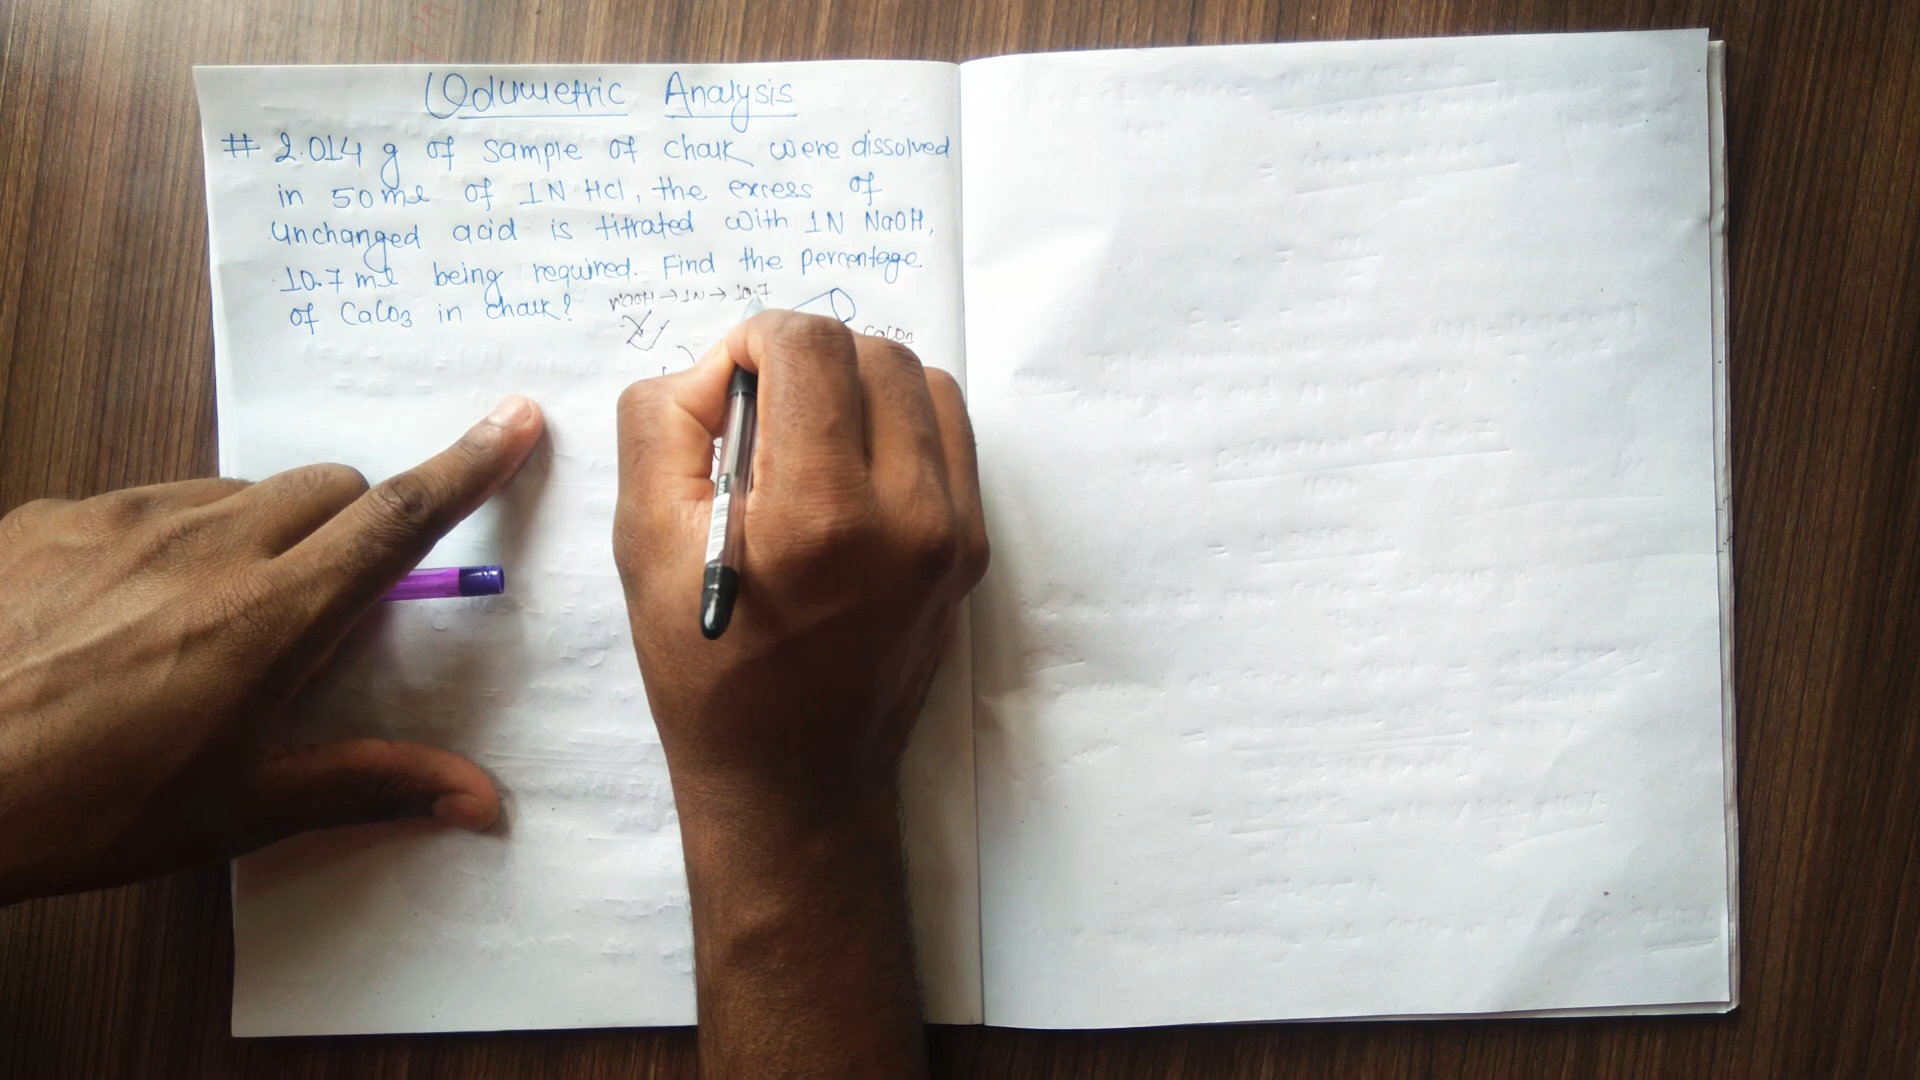 Volumetric Analysis
# 2.014 g of sample of chalk were dissolved
in 50 ml of 1N HCl, the excess of
unchanged acid is titrated with 1N NaOH,
10.7 ml being required. Find the percentage
of CaCO3 in chalk?
NaOH → 1N → 10.7
CaCO3